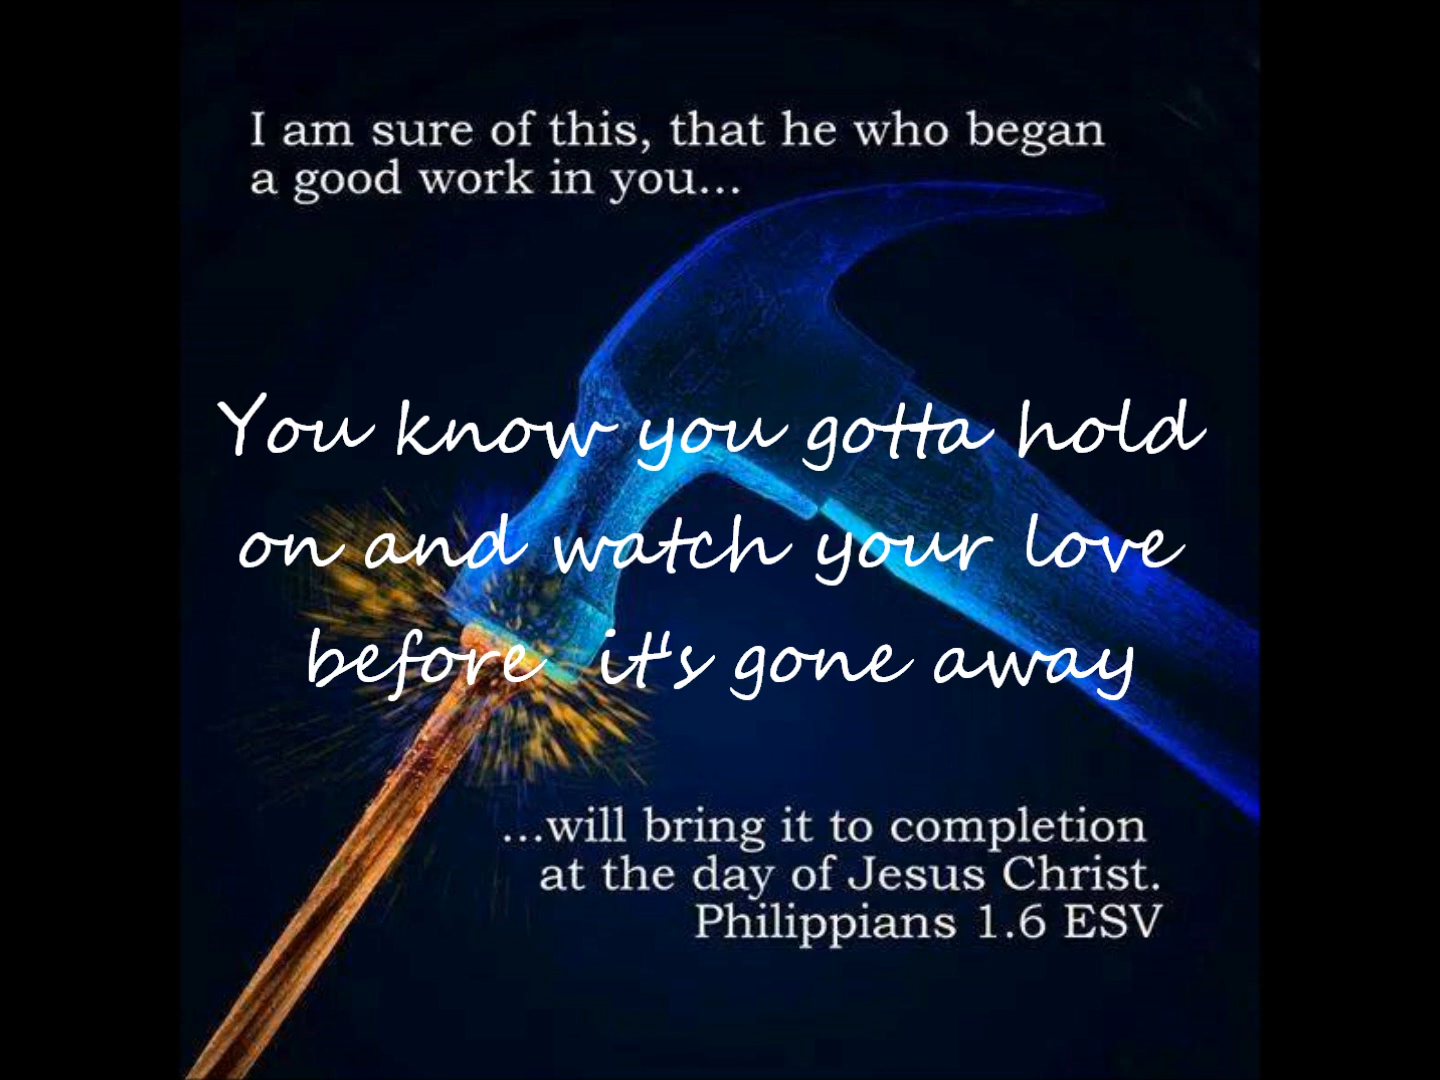 I am sure of this, that he who began
a good work in you...
You know you gotta hold
on and watch your love
before it's gone away
...will bring it to completion
at the day of Jesus Christ.
Philippians 1.6 ESV